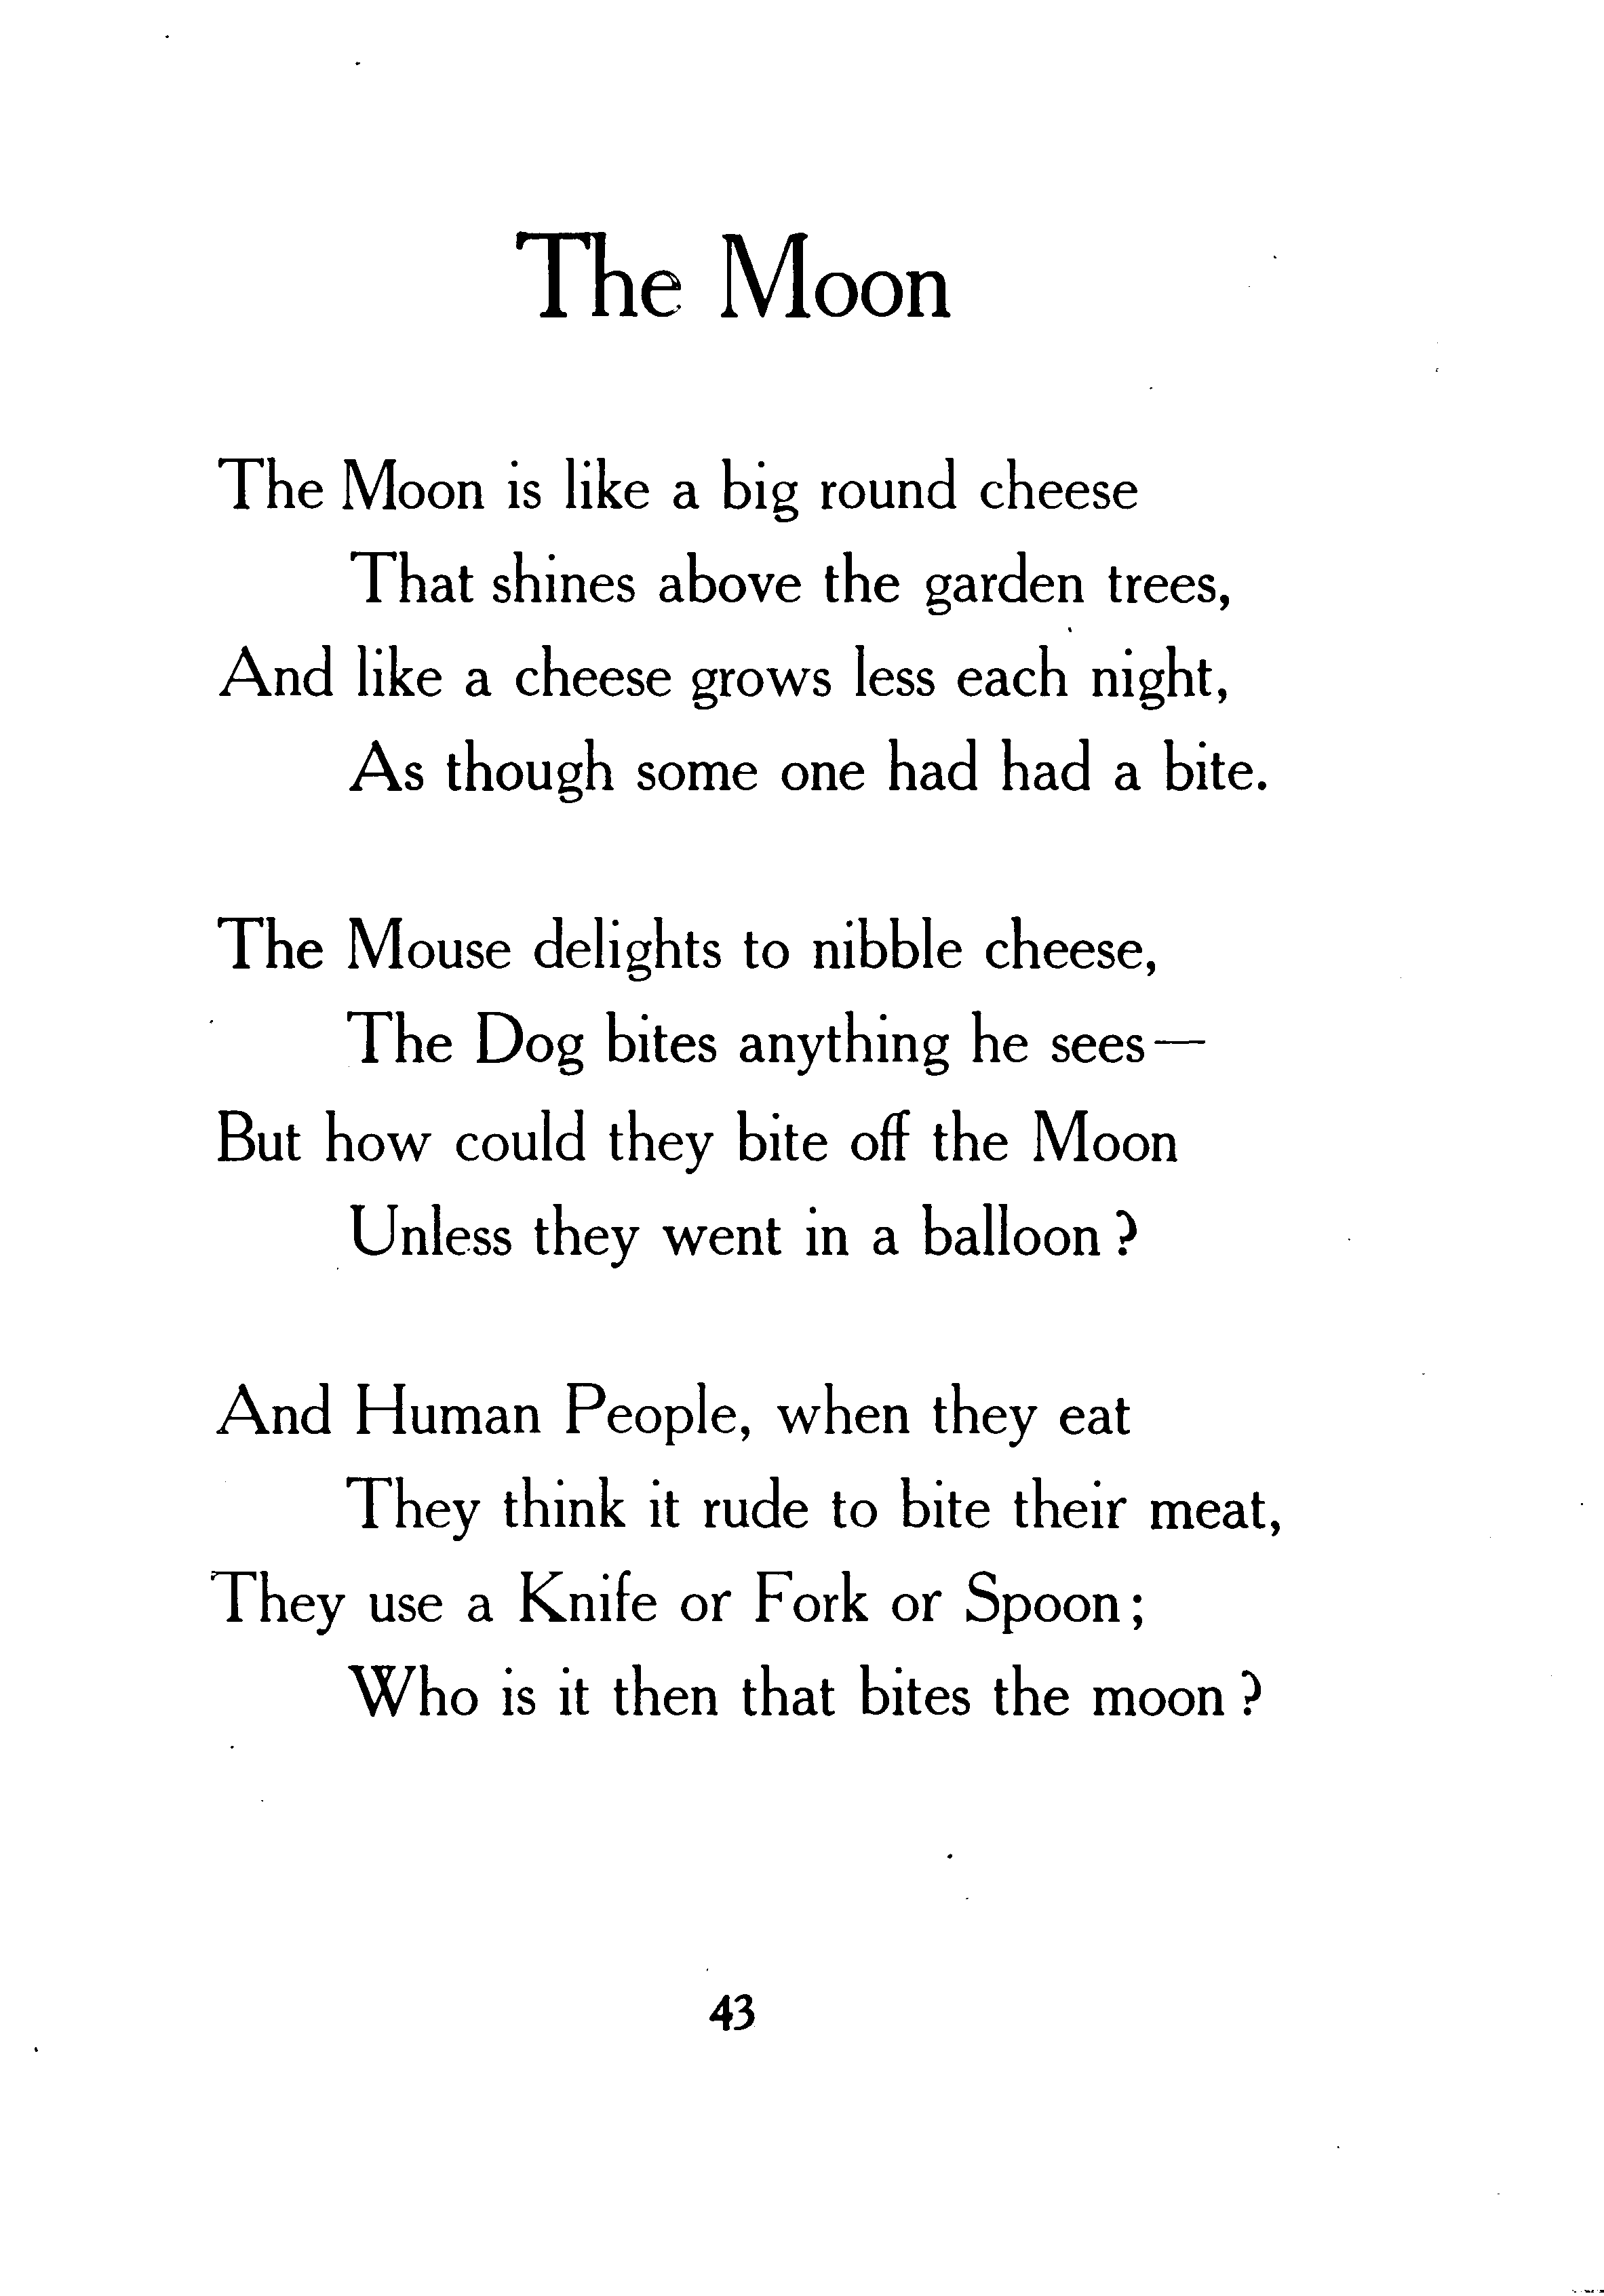 The Moon
The Moon is like a big round cheese
That shines above the garden trees,
And like a cheese grows less each night,
As though some one had had a bite.
The Mouse delights to nibble cheese,
The Dog bites anything he sees—
But how could they bite off the Moon
Unless they went in a balloon?
And Human People, when they eat
They think it rude to bite their meat,
They use a Knife or Fork or Spoon;
Who is it then that bites the moon?
43